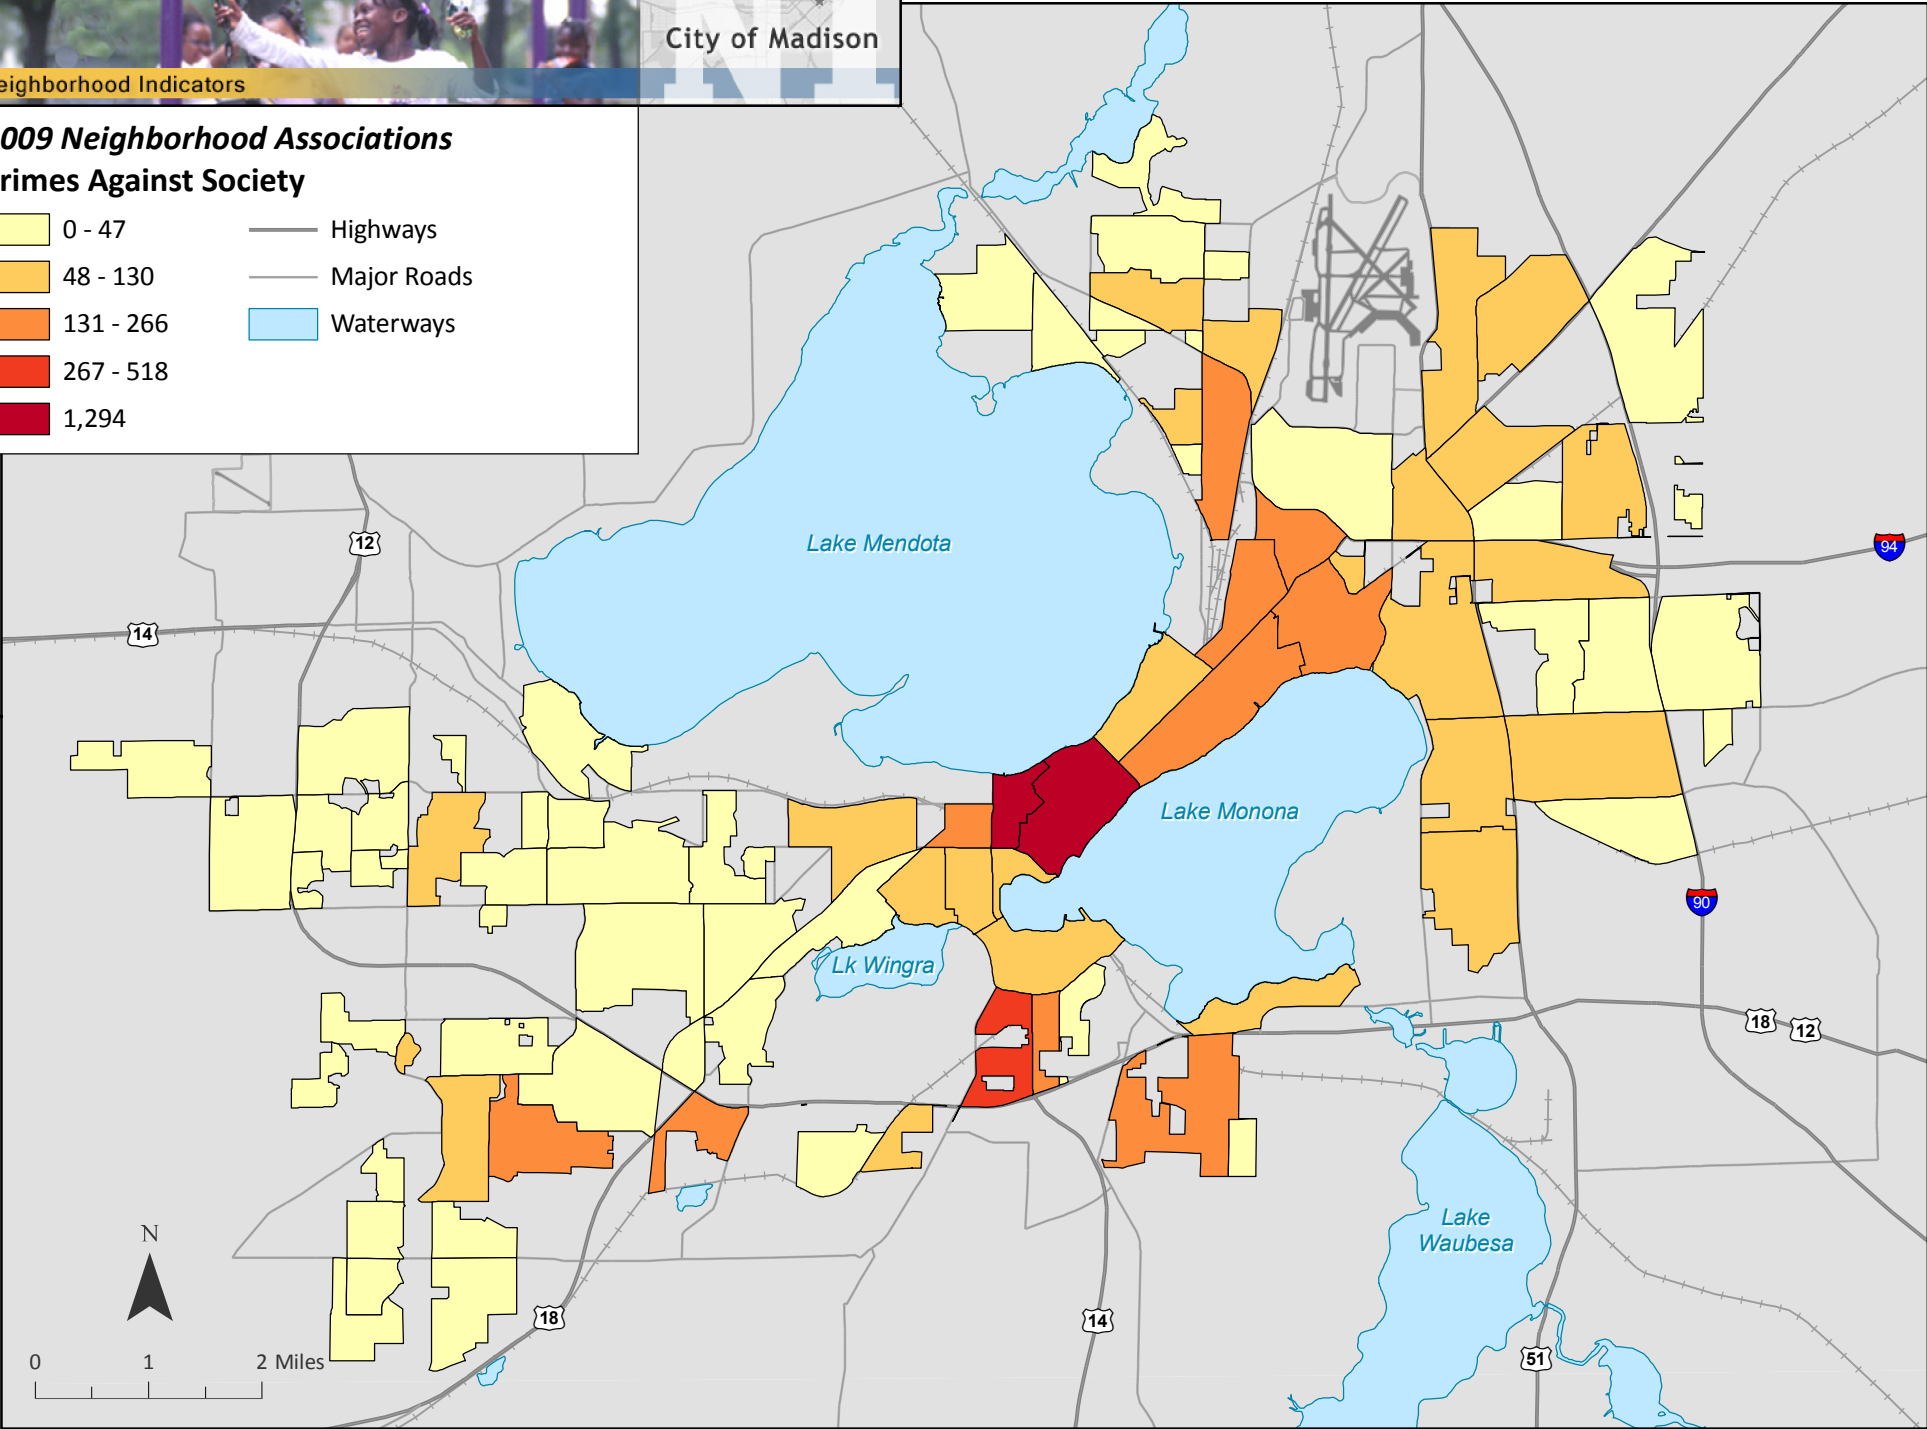 City of Madison
eighborhood Indicators
009 Neighborhood Associations
rimes Against Society
0 - 47
48 - 130
131 - 266
267 - 518
1,294
Highways
Major Roads
Waterways
12
14
Lake Mendota
94
Lake Monona
90
Lk Wingra
18
12
Lake
Waubesa
N
18
14
51
0 1 2 Miles